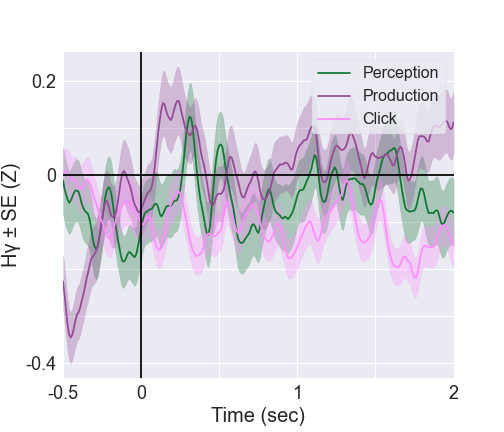 Perception
Production
Click
0.2
0
-0.4
Hγ ± SE (Z)
-0.5
0
1
2
Time (sec)